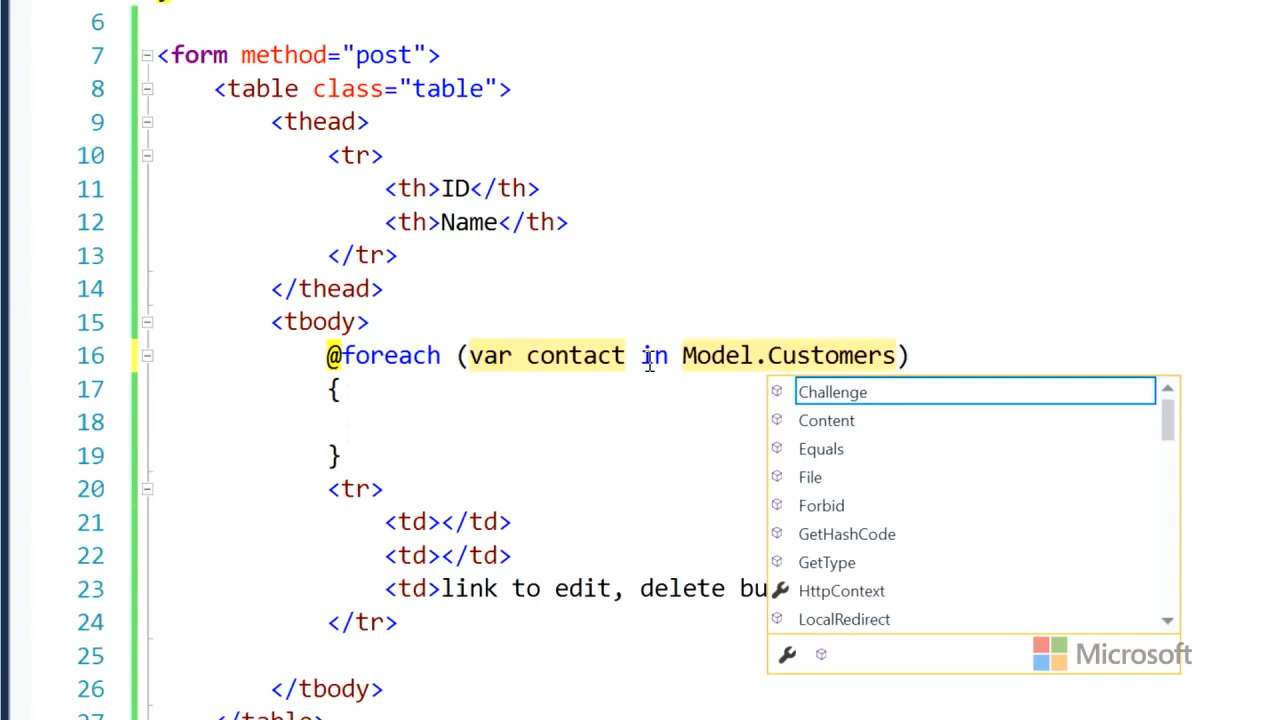 6
7 <form method="post">
8 <table class="table">
9 <thead>
10 <tr>
11 <th>ID</th>
12 <th>Name</th>
13 </tr>
14 </thead>
15 <tbody>
16 @foreach (var contact in Model.Customers)
17 {
18
19 }
20 <tr>
21 <td></td>
22 <td></td>
23 <td>link to edit, delete bu
24 </tr>
25
26 </tbody>
27 </table>
Challenge
Content
Equals
File
Forbid
GetHashCode
GetType
HttpContext
LocalRedirect
Microsoft